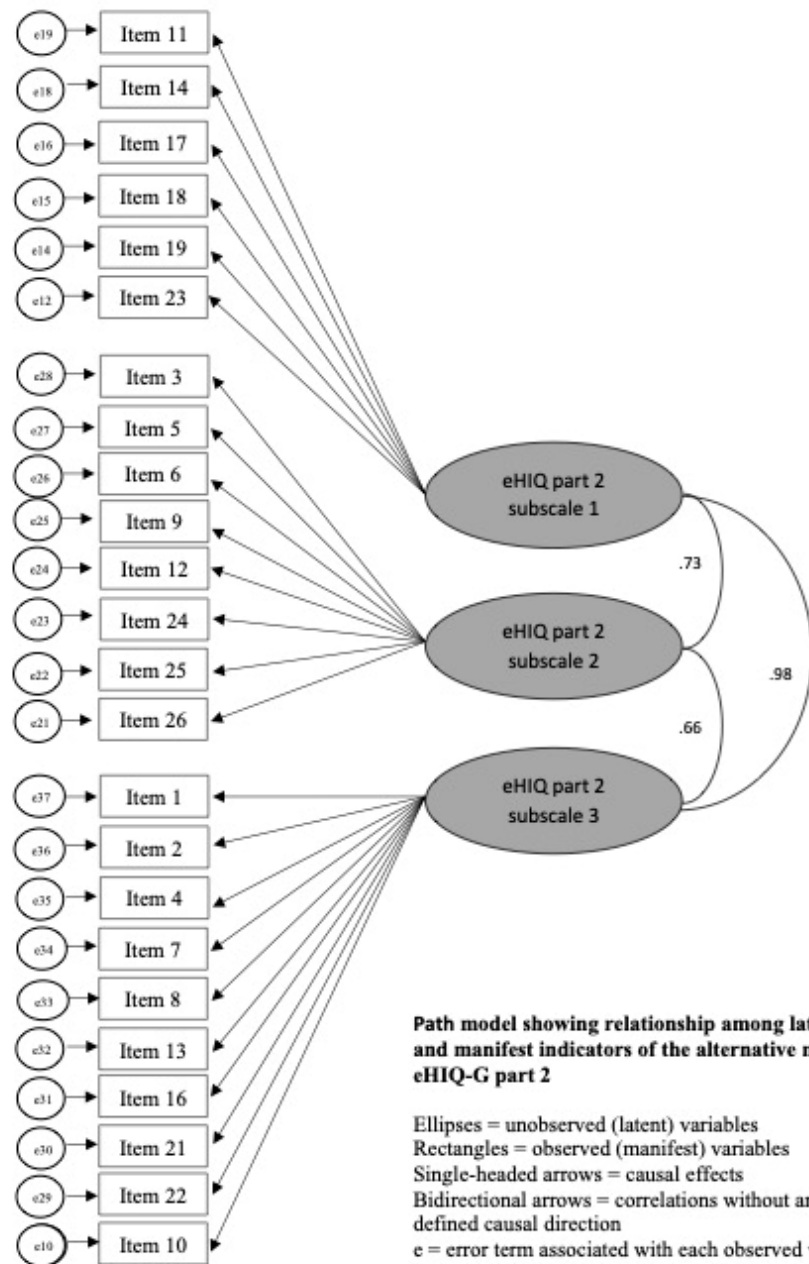 e19 Item 11
e18 Item 14
e16 Item 17
e15 Item 18
e14 Item 19
e12 Item 23
e28 Item 3
e27 Item 5
e26 Item 6
e25 Item 9
e24 Item 12
e23 Item 24
e22 Item 25
e21 Item 26
e37 Item 1
e36 Item 2
e35 Item 4
e34 Item 7
e33 Item 8
e32 Item 13
e31 Item 16
e30 Item 21
e29 Item 22
e10 Item 10
eHIQ part 2
subscale 1
.73
eHIQ part 2
subscale 2
.98
.66
eHIQ part 2
subscale 3
Path model showing relationship among lat
and manifest indicators of the alternative
eHIQ-G part 2
Ellipses = unobserved (latent) variables
Rectangles = observed (manifest) variables
Single-headed arrows = causal effects
Bidirectional arrows = correlations without a
defined causal direction
e = error term associated with each observed